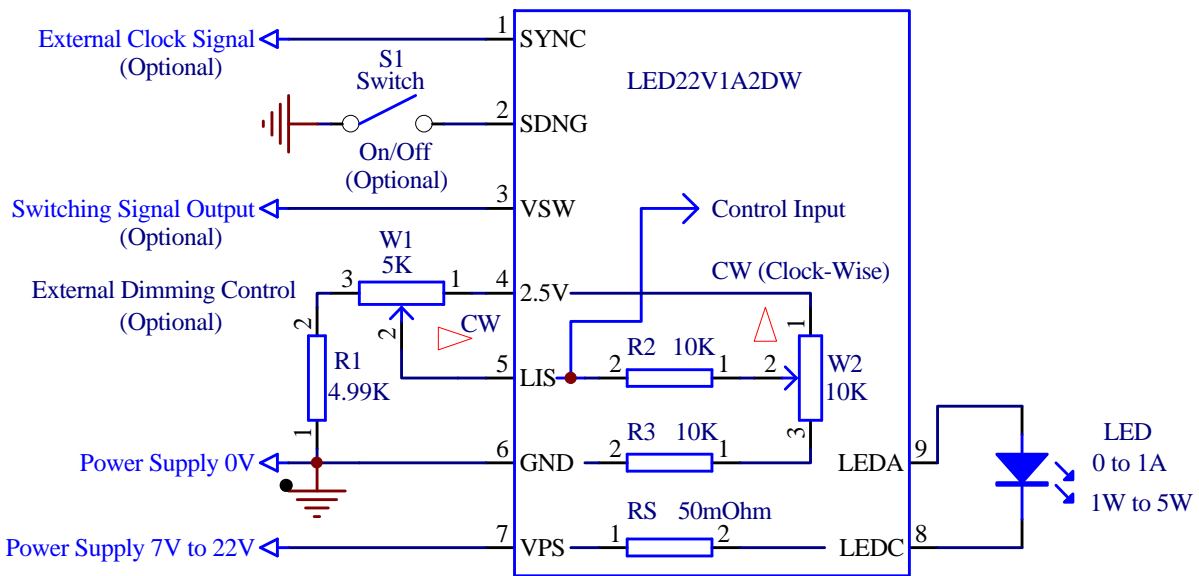 External Clock Signal
(Optional)
1
SYNC
S1
Switch
LED22V1A2DW
2
SDNG
On/Off
(Optional)
Switching Signal Output
(Optional)
3
VSW
Control Input
W1
5K
3
1
4
2.5V
CW (Clock-Wise)
External Dimming Control
(Optional)
2
2
CW
1
R1
4.99K
5
LIS
R2 10K
2
1
2
W2
10K
1
3
R3 10K
2
1
Power Supply 0V
6
GND
LEDA
9
LED
0 to 1A
1W to 5W
RS 50mOhm
Power Supply 7V to 22V
7
VPS
1
2
LEDC
8